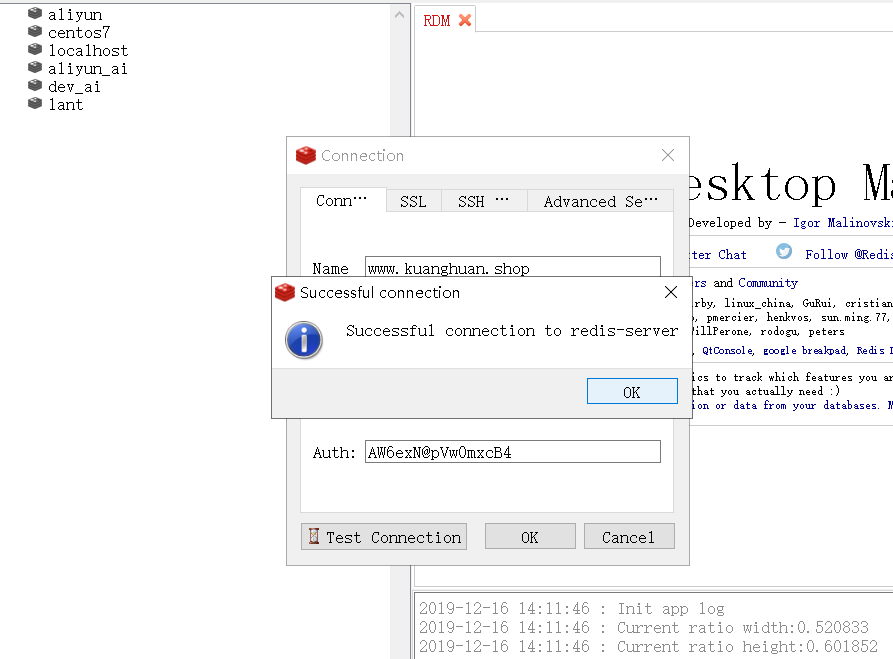 aliyun
centos7
localhost
aliyun_ai
dev_ai
lant
RDM
esktop
Developed by - Igor Malinovski
ter Chat
Follow @Redis
rs and Community
rby, linux_china, GuRui, cristian
, pmercier, henkvos, sun.ming.77,
illPerone, rodogu, peters
, QtConsole, google breakpad, Redis
ics to track which features you ar
that you actually need :)
ion or data from your databases. M
Connection
Conn···
SSL
SSH ···
Advanced Se···
Name
www.kuanghuan.shop
Successful connection
Successful connection to redis-server
OK
Auth:
AW6exN@pVw0mxcB4
Test Connection
OK
Cancel
2019-12-16 14:11:46 : Init app log
2019-12-16 14:11:46 : Current ratio width:0.520833
2019-12-16 14:11:46 : Current ratio height:0.601852